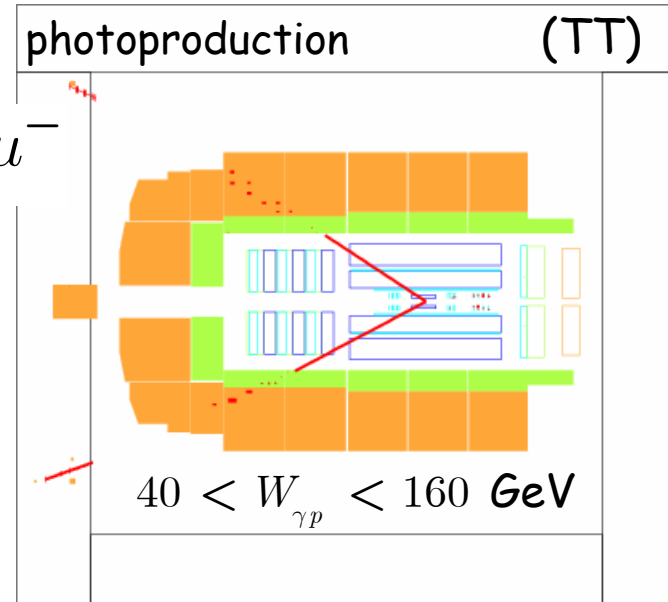 photoproduction (TT)
μ⁻
40 < W_γp < 160 GeV